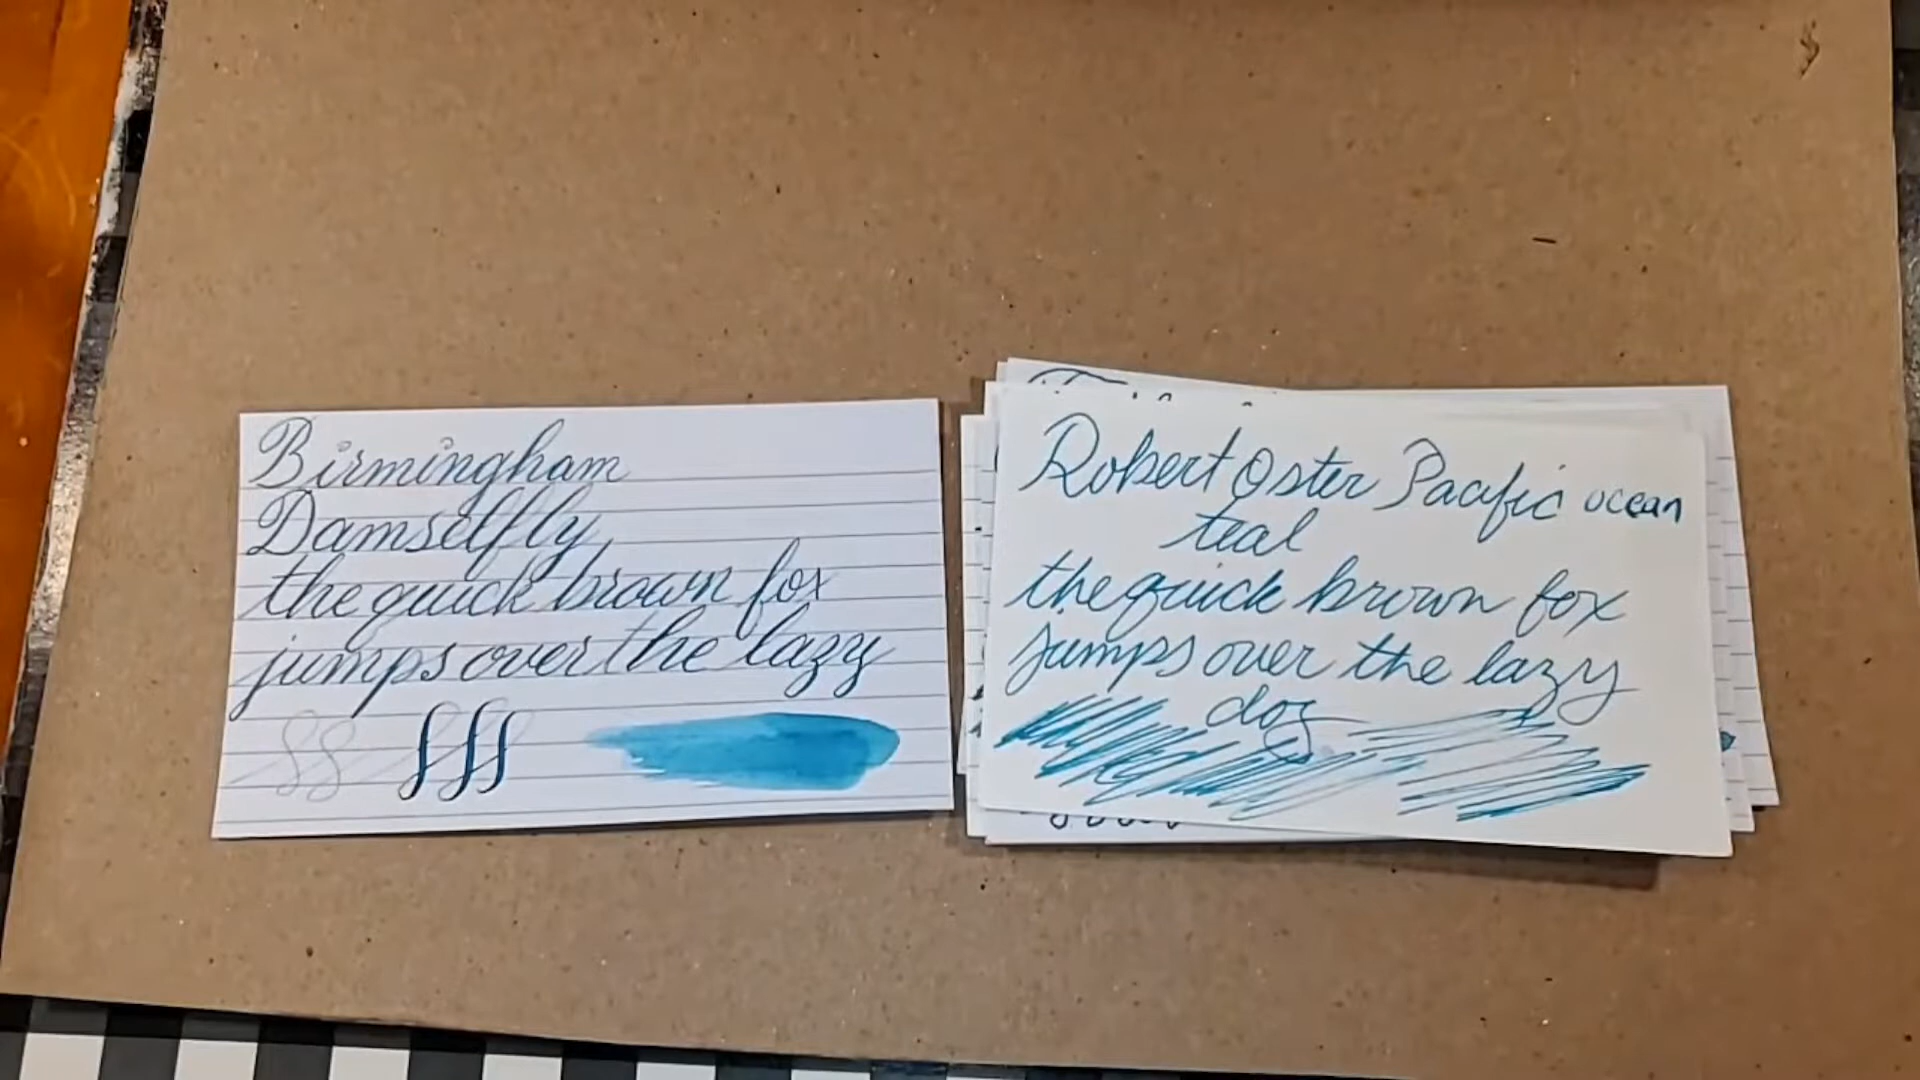 Birmingham
Damselfly
the quick brown fox
jumps over the lazy
Robert Oster Pacific ocean
teal
the quick brown fox
jumps over the lazy
dog